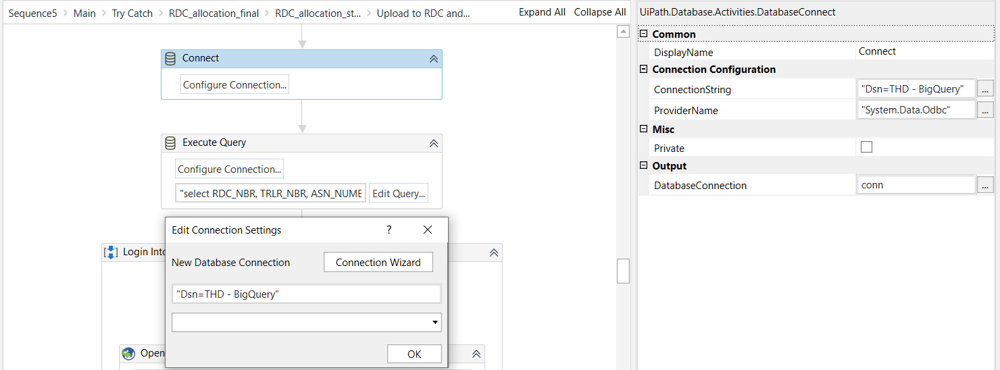 Sequence5 > Main > Try Catch > RDC_allocation_final > RDC_allocation_st... > Upload to RDC and...
Expand All Collapse All
Connect
Configure Connection...
Execute Query
Configure Connection...
"select RDC_NBR, TRLR_NBR, ASN_NUME
Edit Query...
Login Into
Edit Connection Settings ?
New Database Connection
Connection Wizard
"Dsn=THD - BigQuery"
OK
Open
UiPath.Database.Activities.DatabaseConnect
Common
DisplayName Connect
Connection Configuration
ConnectionString "Dsn=THD - BigQuery" ...
ProviderName "System.Data.Odbc" ...
Misc
Private
Output
DatabaseConnection conn ...